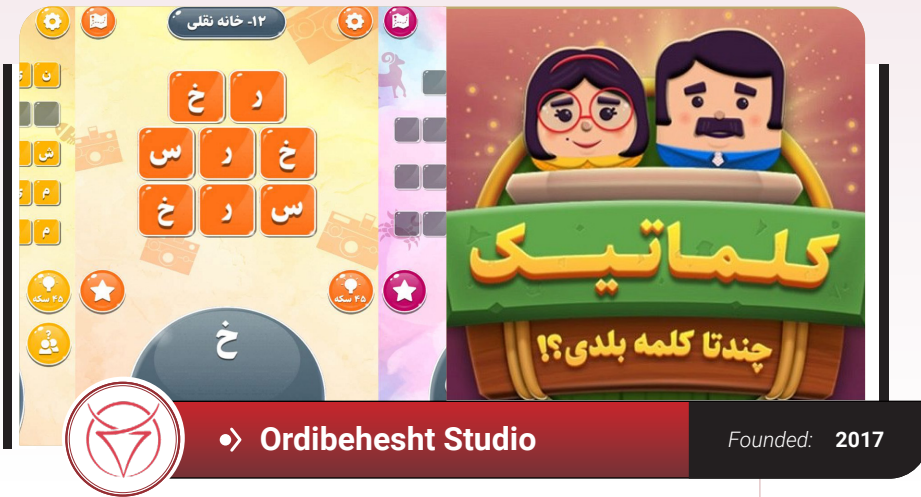 ۱۲- خانه نقلی
ن
ش
م
م
ر خ
خ ر س
س ر خ
۴۵ سکه
۴۵ سکه
خ
کلماتیک
چندتا کلمه بلدی؟!
Ordibehesht Studio
Founded: 2017